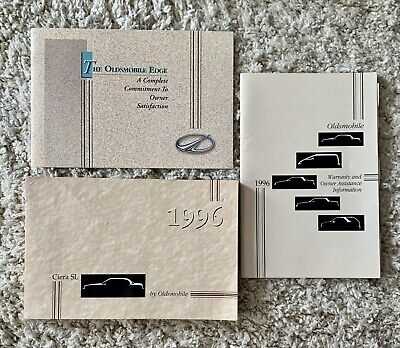 THE OLDSMOBILE EDGE
A Complete
Commitment To
Owner
Satisfaction
Oldsmobile
1996
Warranty and
Owner Assistance
Information
1996
Ciera SL
by Oldsmobile